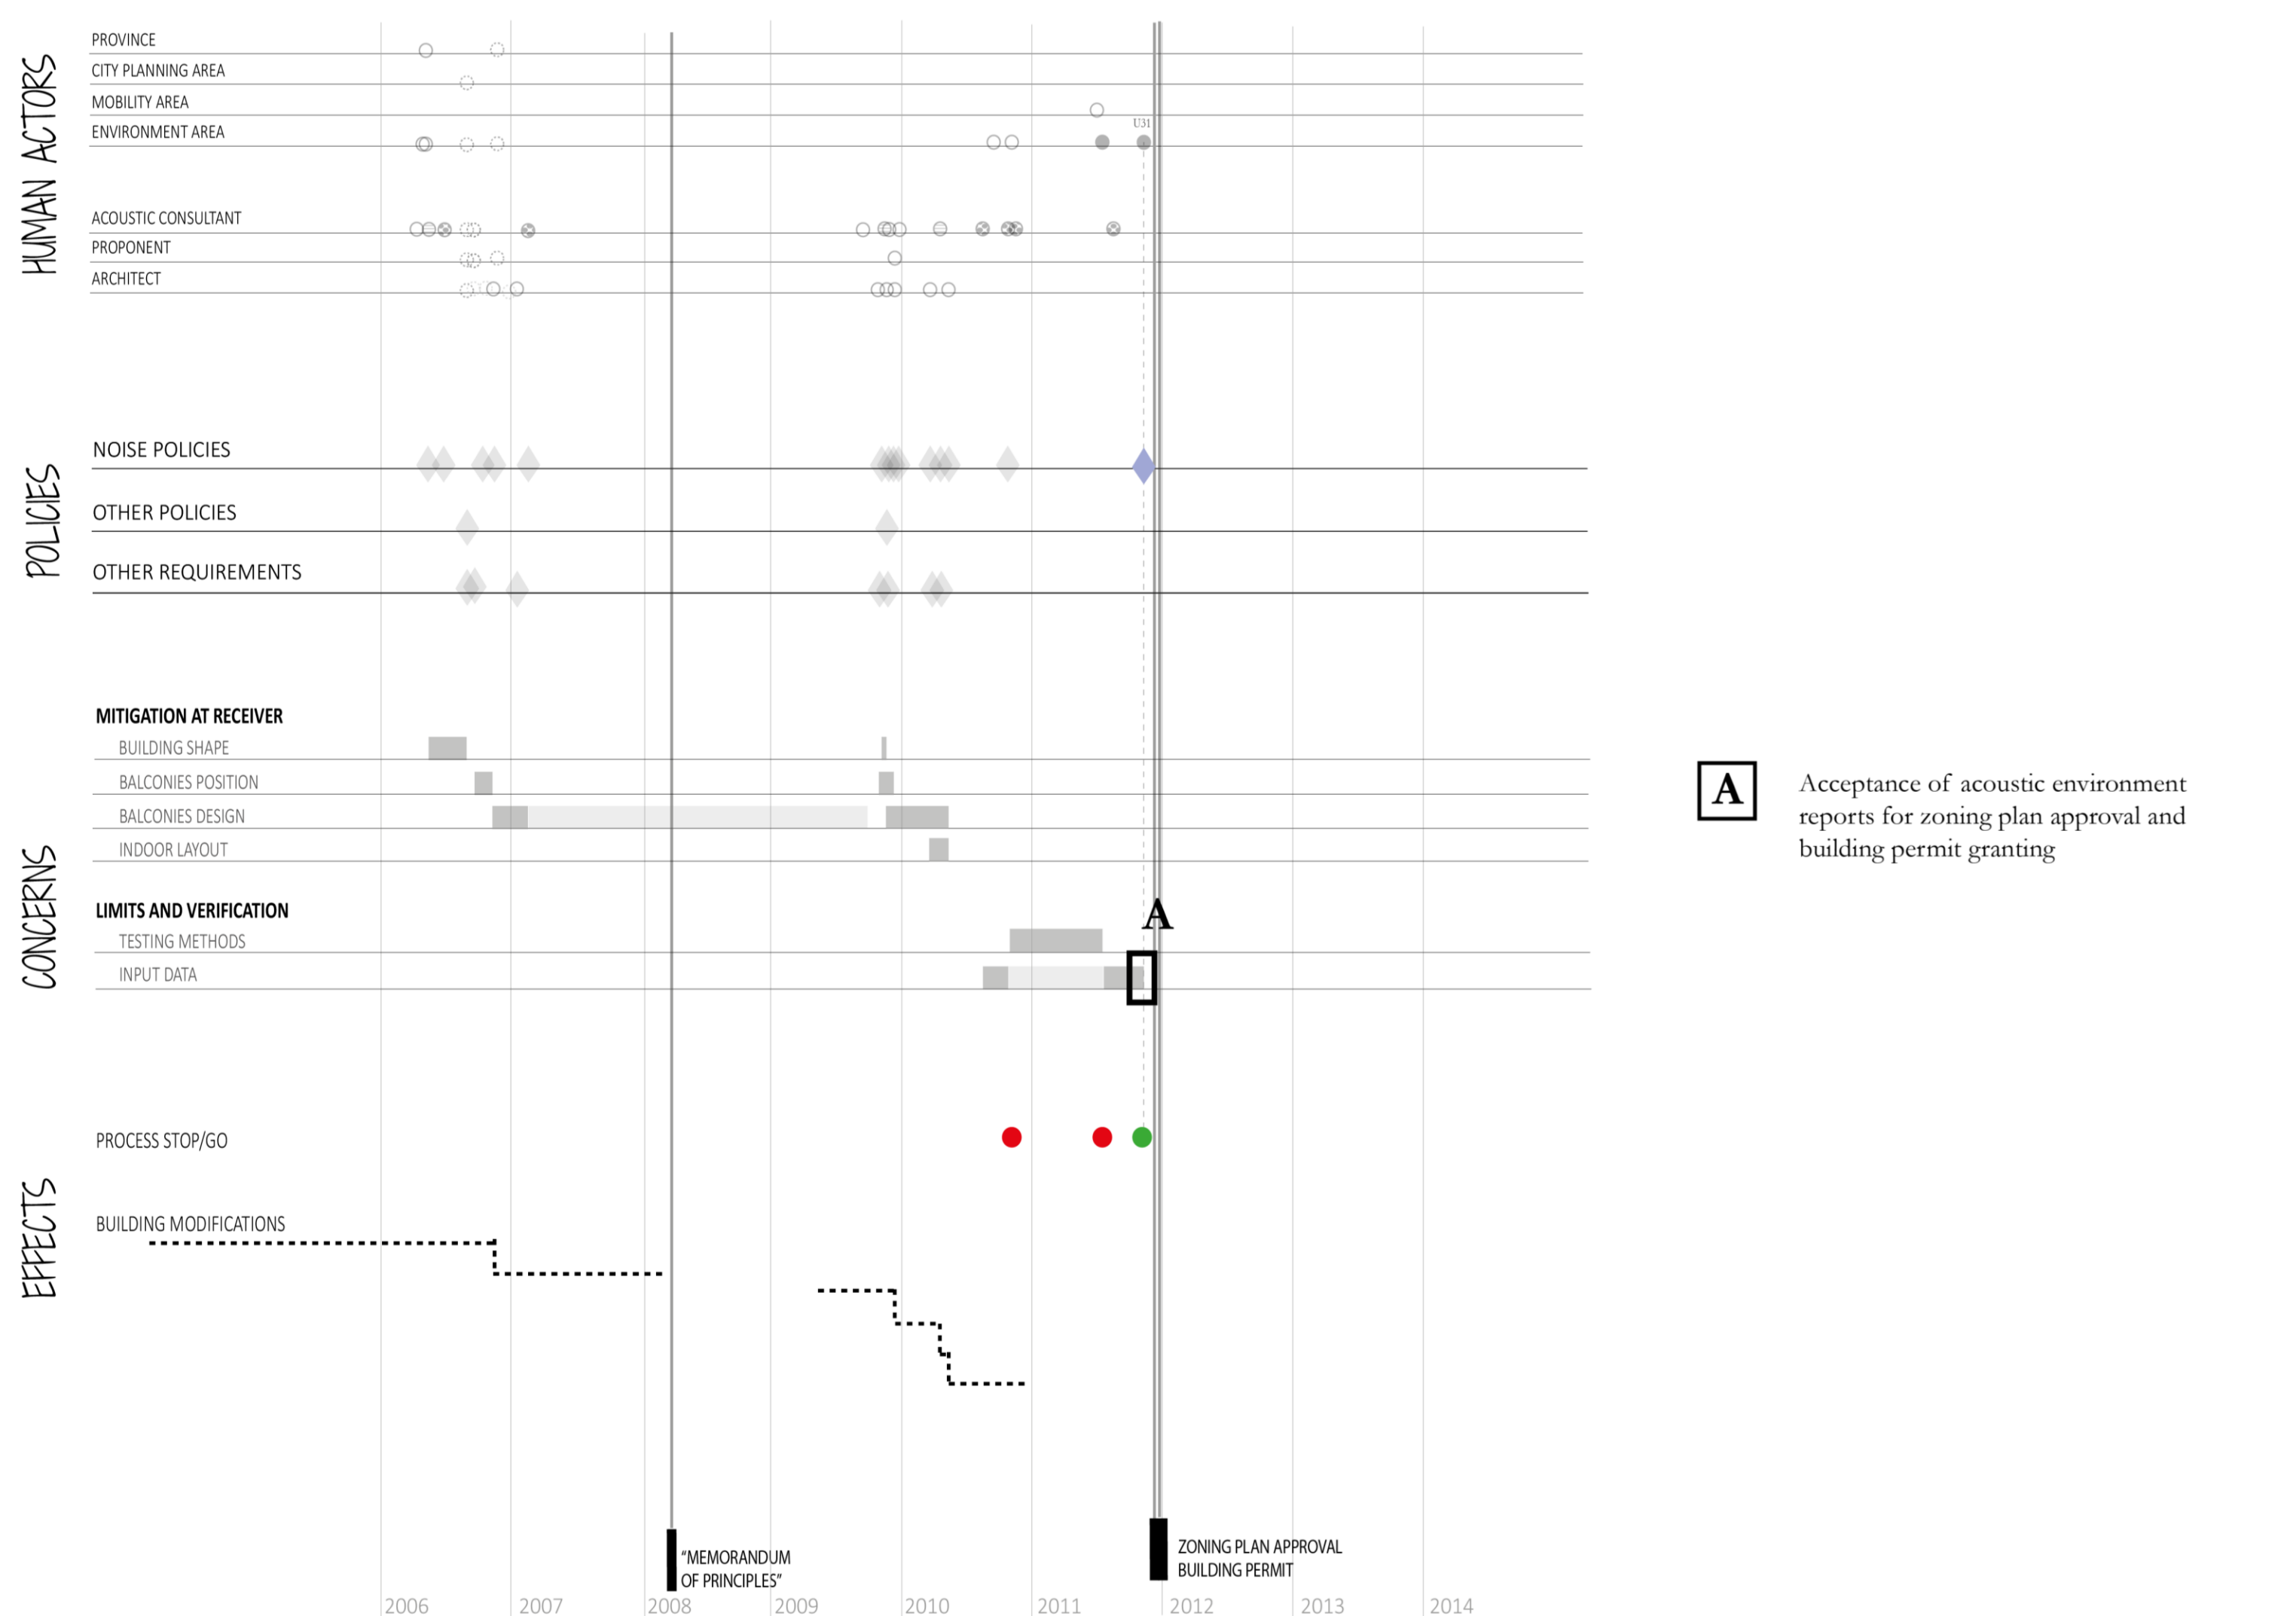 HUMAN ACTORS
PROVINCE
CITY PLANNING AREA
MOBILITY AREA
ENVIRONMENT AREA
U31
ACOUSTIC CONSULTANT
PROPONENT
ARCHITECT
POLICIES
NOISE POLICIES
OTHER POLICIES
OTHER REQUIREMENTS
CONCERNS
MITIGATION AT RECEIVER
BUILDING SHAPE
BALCONIES POSITION
BALCONIES DESIGN
INDOOR LAYOUT
LIMITS AND VERIFICATION
TESTING METHODS
INPUT DATA
A
A
Acceptance of acoustic environment
reports for zoning plan approval and
building permit granting
EFFECTS
PROCESS STOP/GO
BUILDING MODIFICATIONS
“MEMORANDUM
OF PRINCIPLES”
ZONING PLAN APPROVAL
BUILDING PERMIT
2006 2007 2008 2009 2010 2011 2012 2013 2014